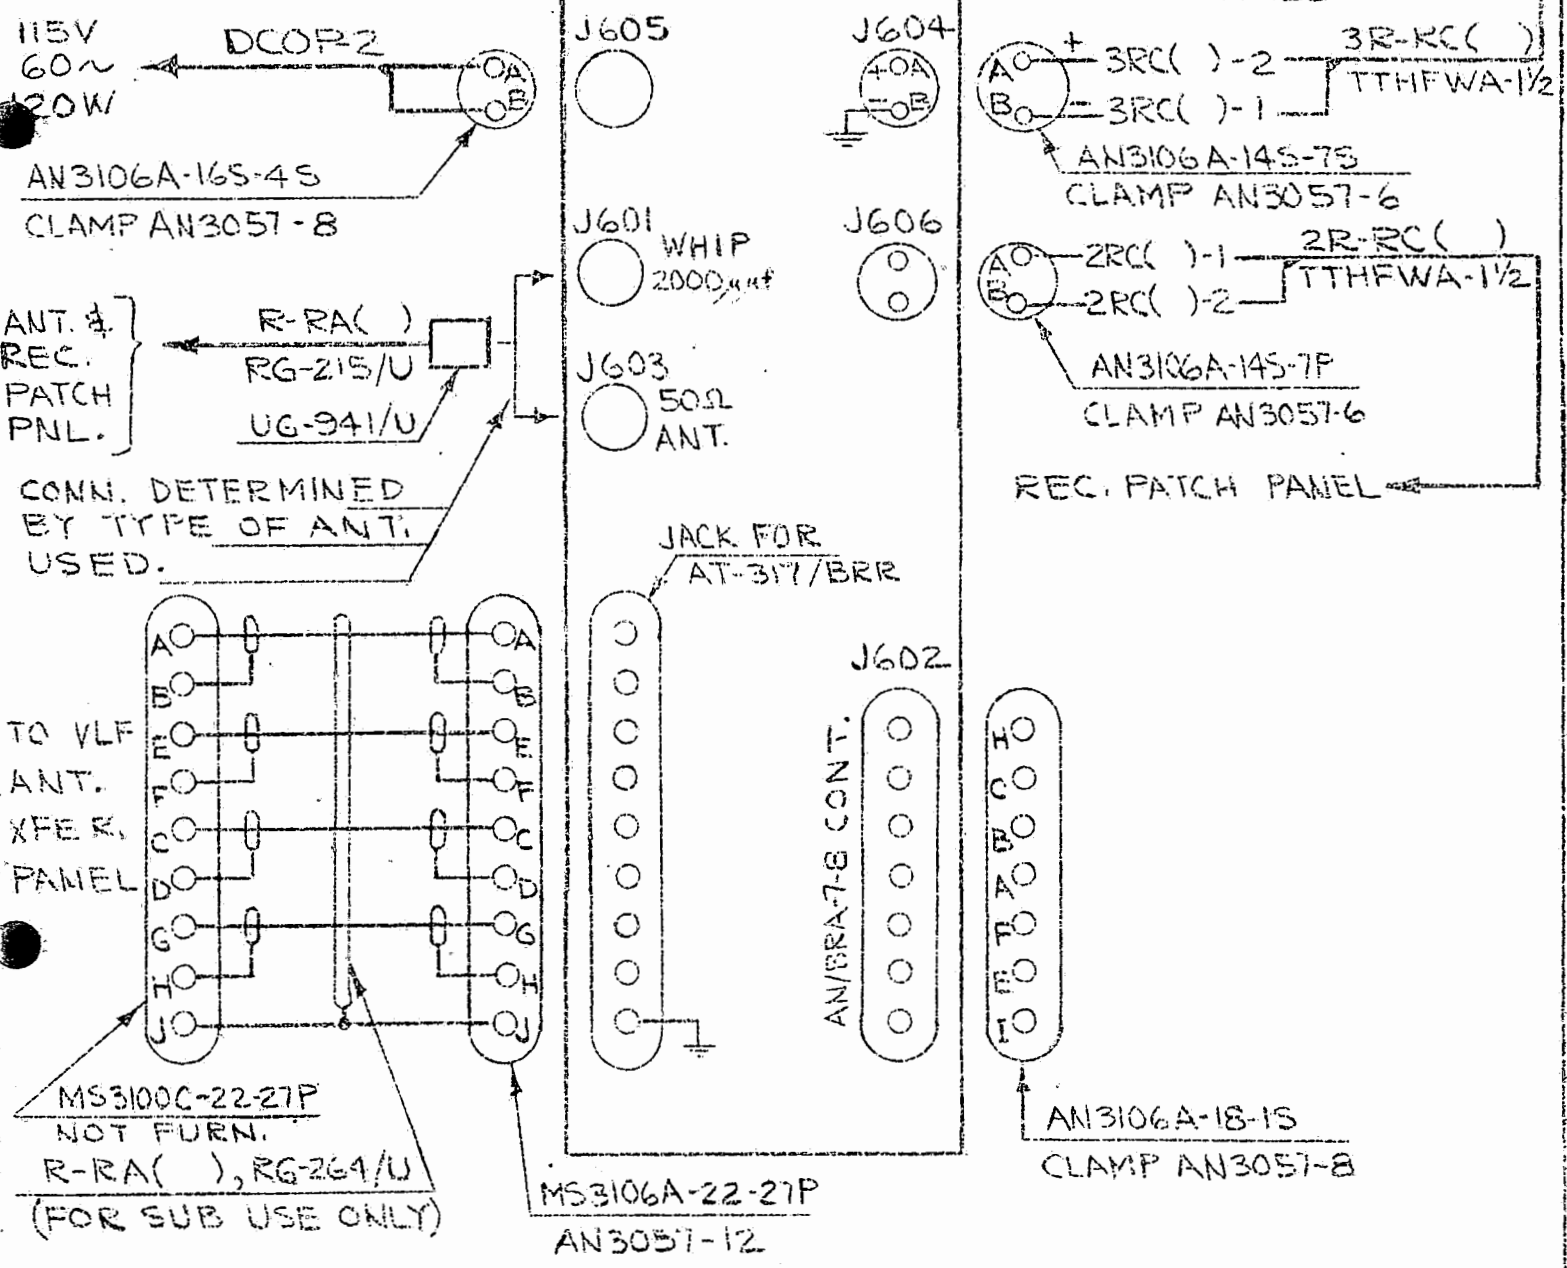 115V
60~
120W
DCOP-2
A
B
AN3106A-16S-4S
CLAMP AN3057-8
J605
J604
+ A
= B
A + 3RC( )-2
B = 3RC( )-1
3R-RC( )
TTHFWA-1½
AN3106A-14S-7S
CLAMP AN3057-6
J601
WHIP
2000μμf
J606
A 2RC( )-1
B 2RC( )-2
2R-RC( )
TTHFWA-1½
AN3106A-14S-7P
CLAMP AN3057-6
REC. PATCH PANEL
ANT. &
REC.
PATCH
PNL.
R-RA( )
RG-215/U
UG-941/U
J603
50Ω
ANT.
CONN. DETERMINED
BY TYPE OF ANT.
USED.
JACK FOR
AT-317/BRR
TO VLF
ANT.
XFER.
PANEL
A
B
E
F
C
D
G
H
J
A
B
E
F
C
D
G
H
J
J602
AN/BRA-7-8 CONT.
H
C
B
A
F
E
I
MS3100C-22-27P
NOT FURN.
R-RA( ), RG-264/U
(FOR SUB USE ONLY)
MS3106A-22-27P
AN3057-12
AN3106A-18-1S
CLAMP AN3057-8